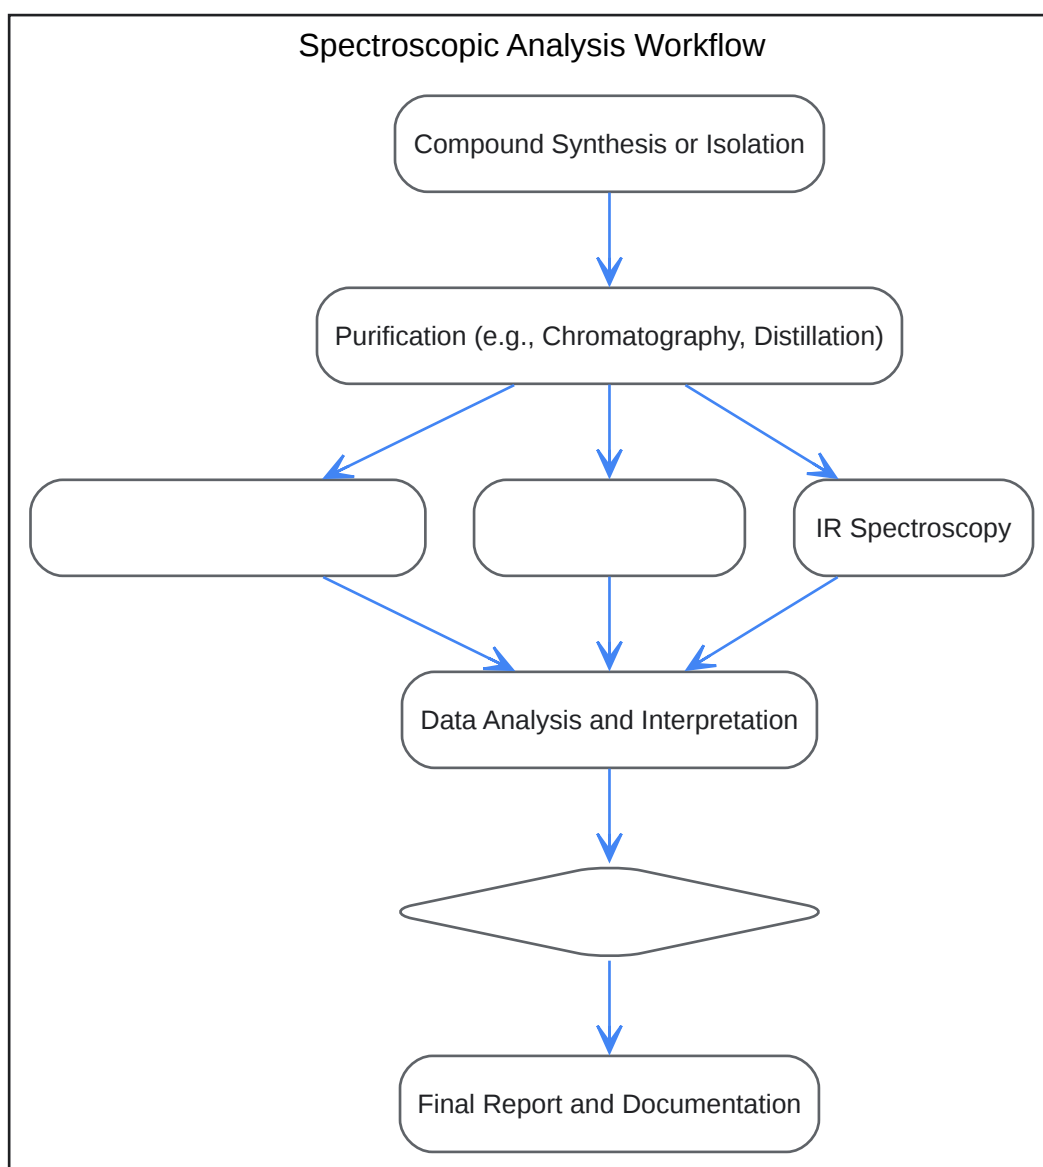 Spectroscopic Analysis Workflow
Compound Synthesis or Isolation
Purification (e.g., Chromatography, Distillation)
IR Spectroscopy
Data Analysis and Interpretation
Final Report and Documentation